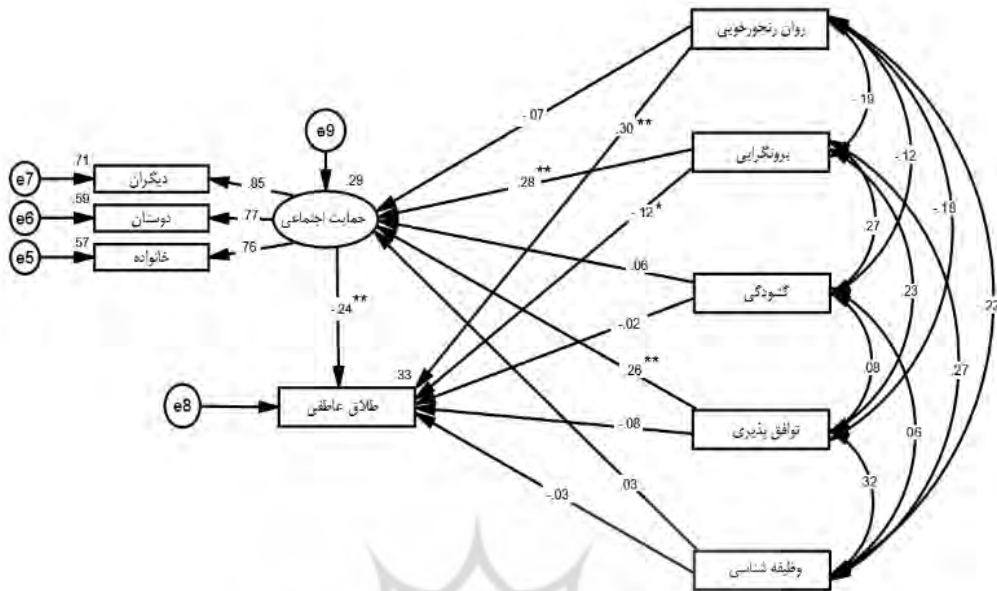 روان رنجورخویی
برونگرایی
گشودگی
توافق پذیری
وظیفه شناسی
حمایت اجتماعی
طلاق عاطفی
دیگران
دوستان
خانواده
e9
e7
e6
e5
e8
.71
.59
.57
.29
.33
.85
.77
.76
-.24**
-.07
.30**
.28**
-.12*
.06
-.02
.26**
-.08
.03
-.03
-.19
-.12
-.18
-.22
.27
.23
.27
.08
.06
.32